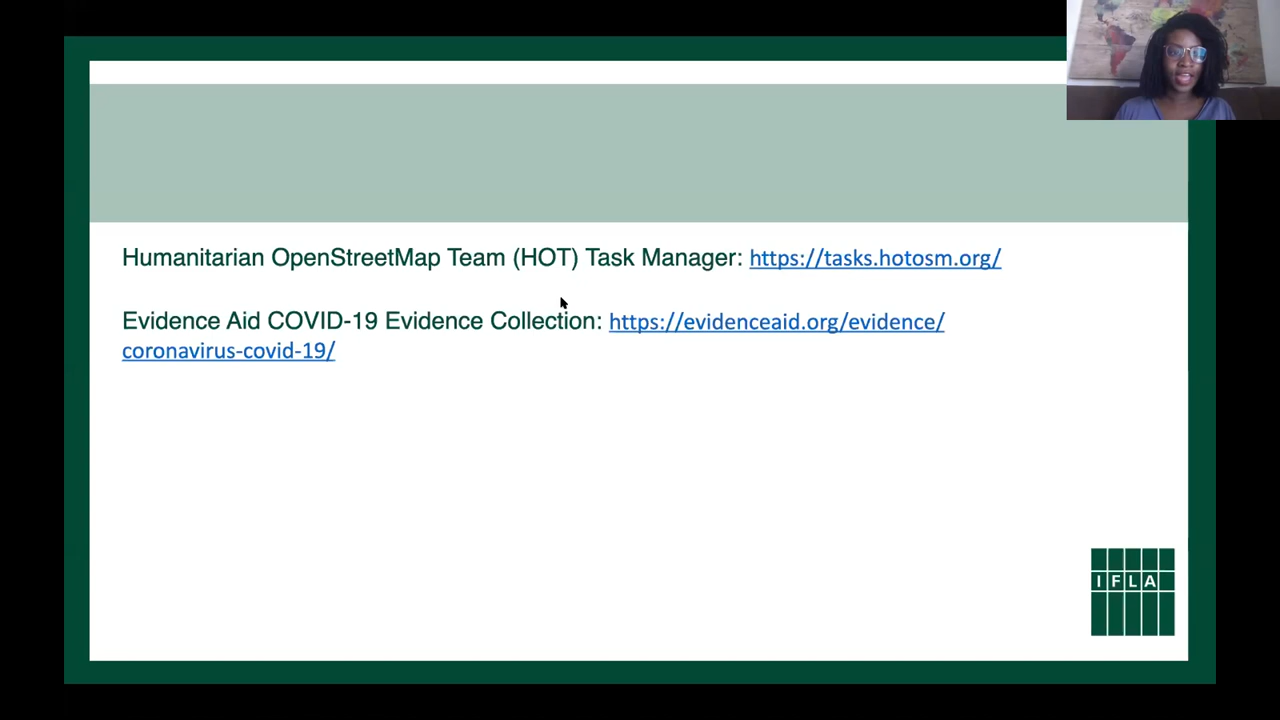 Humanitarian OpenStreetMap Team (HOT) Task Manager: https://tasks.hotosm.org/
Evidence Aid COVID-19 Evidence Collection: https://evidenceaid.org/evidence/
coronavirus-covid-19/
IFLA